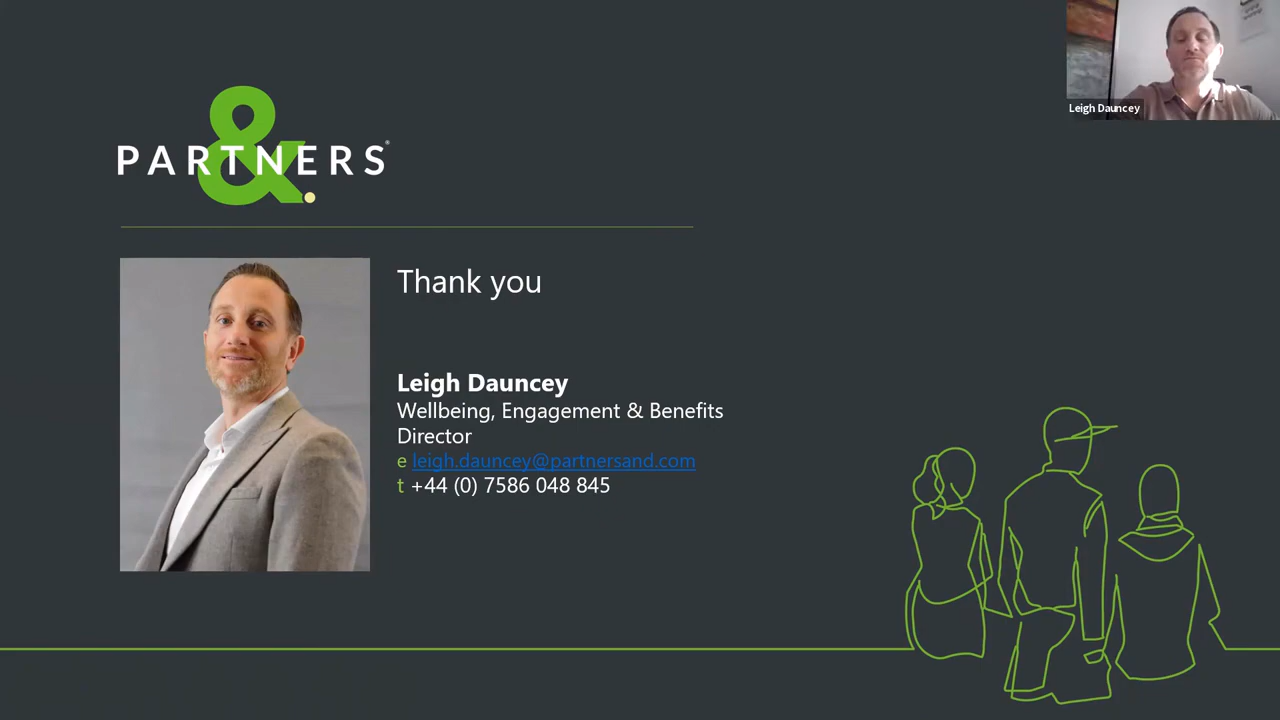 Leigh Dauncey
&
PARTNERS®
Thank you
Leigh Dauncey
Wellbeing, Engagement & Benefits
Director
e leigh.dauncey@partnersand.com
t +44 (0) 7586 048 845